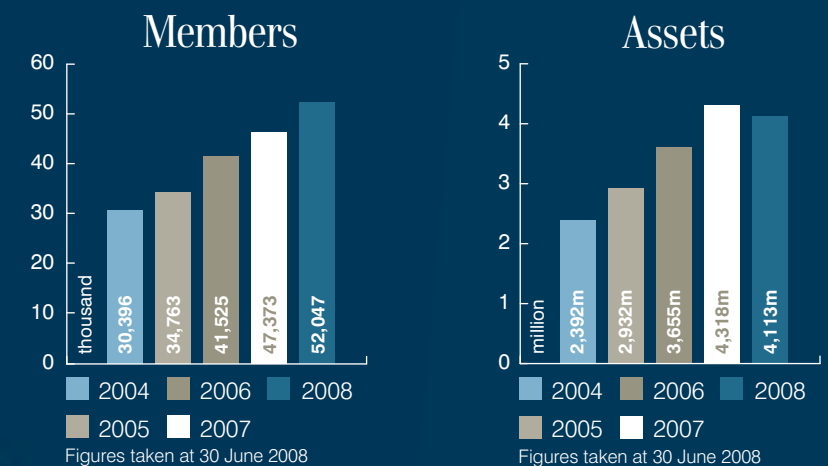 Members
60
50
40
30
20
10
0
thousand
30,396
34,763
41,525
47,373
52,047
2004 2006 2008
2005 2007
Figures taken at 30 June 2008
Assets
5
4
3
2
1
0
million
2,392m
2,932m
3,655m
4,318m
4,113m
2004 2006 2008
2005 2007
Figures taken at 30 June 2008